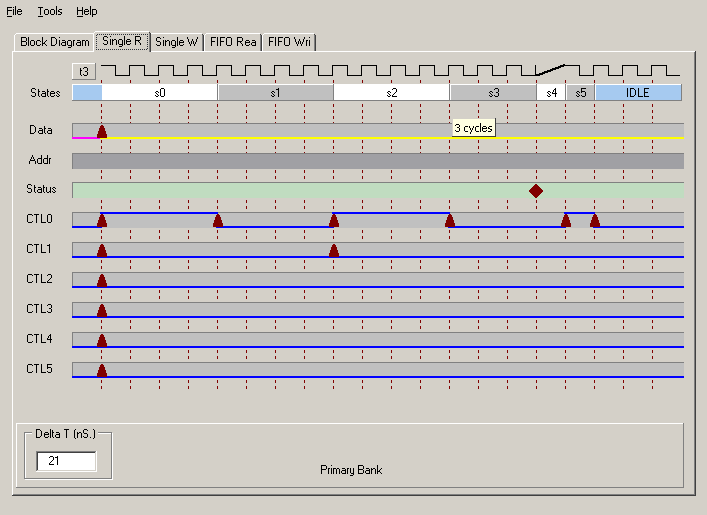 File Tools Help
Block Diagram Single R Single W FIFO Rea FIFO Wri
t3
States s0 s1 s2 s3 s4 s5 IDLE
Data 3 cycles
Addr
Status
CTL0
CTL1
CTL2
CTL3
CTL4
CTL5
Delta T (nS.)
21
Primary Bank